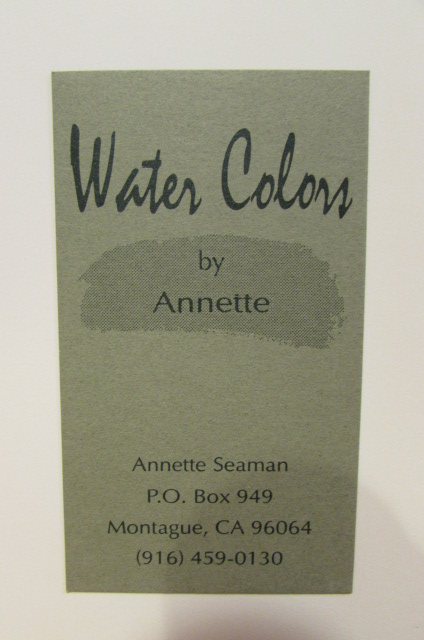 Water Colors
by
Annette
Annette Seaman
P.O. Box 949
Montague, CA 96064
(916) 459-0130